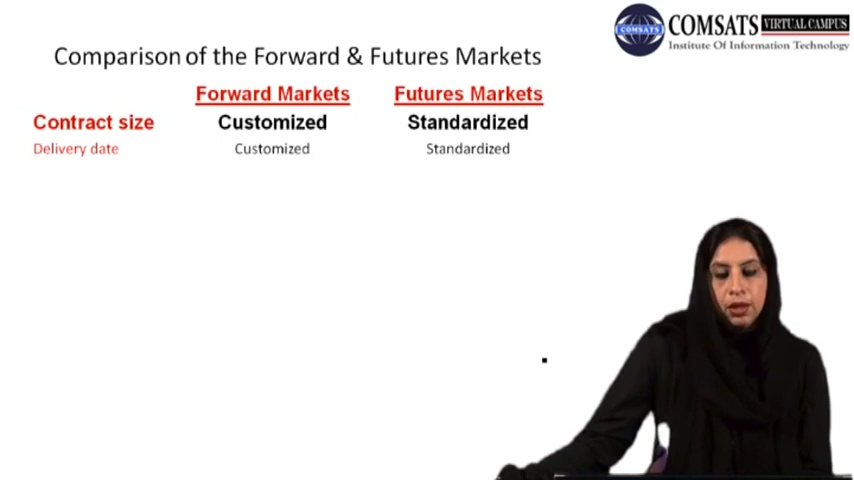 COMSATS VIRTUAL CAMPUS
COMSATS
Institute Of Information Technology
Comparison of the Forward & Futures Markets
Forward Markets Futures Markets
Contract size Customized Standardized
Delivery date Customized Standardized